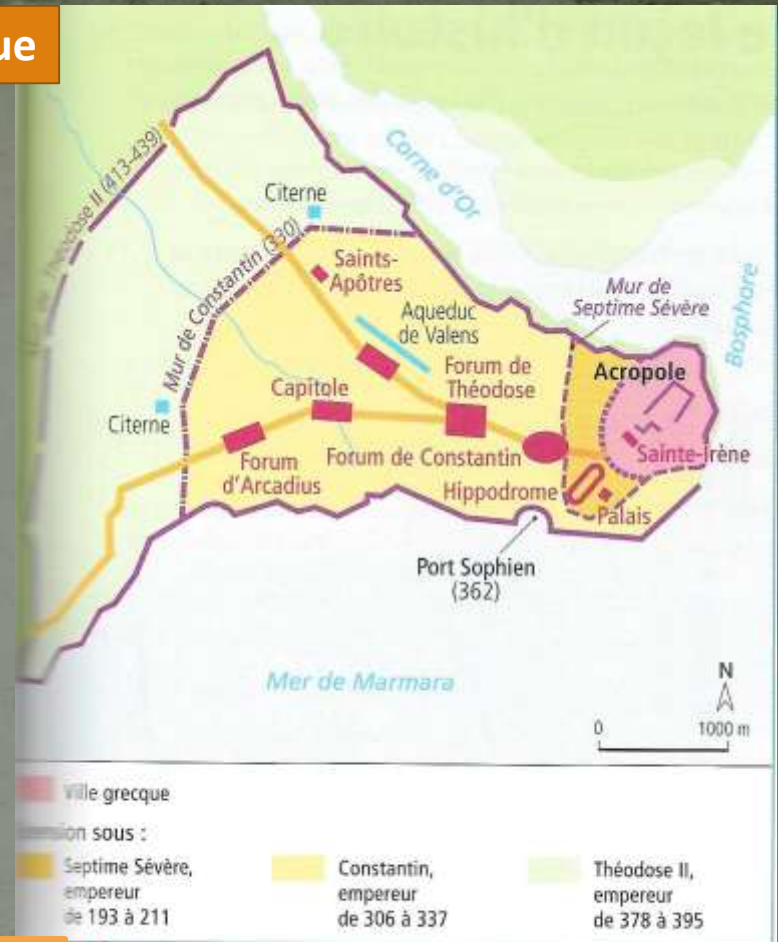 ue
Corne d'Or
Bosphore
Théodose II (413-439)
Citerne
Mur de Constantin (330)
Saints-
Apôtres
Aqueduc
de Valens
Mur de
Septime Sévère
Acropole
Forum de
Théodose
Capitole
Citerne
Sainte-Irène
Forum
d'Arcadius
Forum de Constantin
Hippodrome
Palais
Port Sophien
(362)
Mer de Marmara
N
0
1000 m
Ville grecque
sous :
Septime Sévère,
empereur
de 193 à 211
Constantin,
empereur
de 306 à 337
Théodose II,
empereur
de 378 à 395